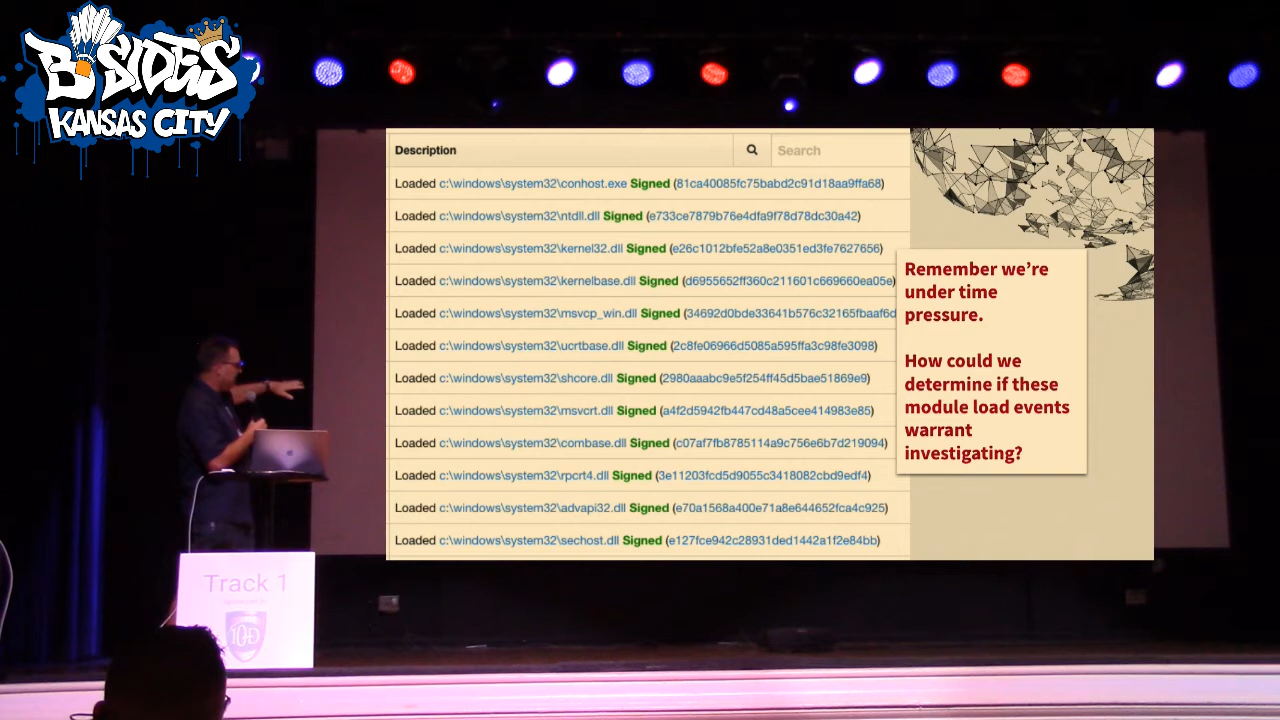 B·SIDES
KANSAS CITY
Description
Search
Loaded c:\windows\system32\conhost.exe Signed (81ca40085fc75babd2c91d18aa9ffa68)
Loaded c:\windows\system32\ntdll.dll Signed (e733ce7879b76e4dfa9f78d78dc30a42)
Loaded c:\windows\system32\kernel32.dll Signed (e26c1012bfe52a8e0351ed3fe7627656)
Loaded c:\windows\system32\kernelbase.dll Signed (d6955652ff360c211601c669660ea05e)
Loaded c:\windows\system32\msvcp_win.dll Signed (34692d0bde33641b576c32165fbaaf6d
Loaded c:\windows\system32\ucrtbase.dll Signed (2c8fe06966d5085a595ffa3c98fe3098)
Loaded c:\windows\system32\shcore.dll Signed (2980aaabc9e5f254ff45d5bae51869e9)
Loaded c:\windows\system32\msvcrt.dll Signed (a4f2d5942fb447cd48a5cee414983e85)
Loaded c:\windows\system32\combase.dll Signed (c07af7fb8785114a9c756e6b7d219094)
Loaded c:\windows\system32\rpcrt4.dll Signed (3e11203fcd5d9055c3418082cbd9edf4)
Loaded c:\windows\system32\advapi32.dll Signed (e70a1568a400e71a8e644652fca4c925)
Loaded c:\windows\system32\sechost.dll Signed (e127fce942c28931ded1442a1f2e84bb)
Remember we're
under time
pressure.
How could we
determine if these
module load events
warrant
investigating?
Track 1